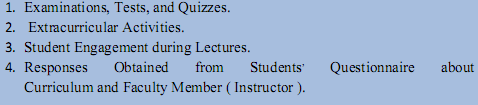 1. Examinations, Tests, and Quizzes.
2. Extracurricular Activities.
3. Student Engagement during Lectures.
4. Responses Obtained from Students' Questionnaire about
Curriculum and Faculty Member ( Instructor ).